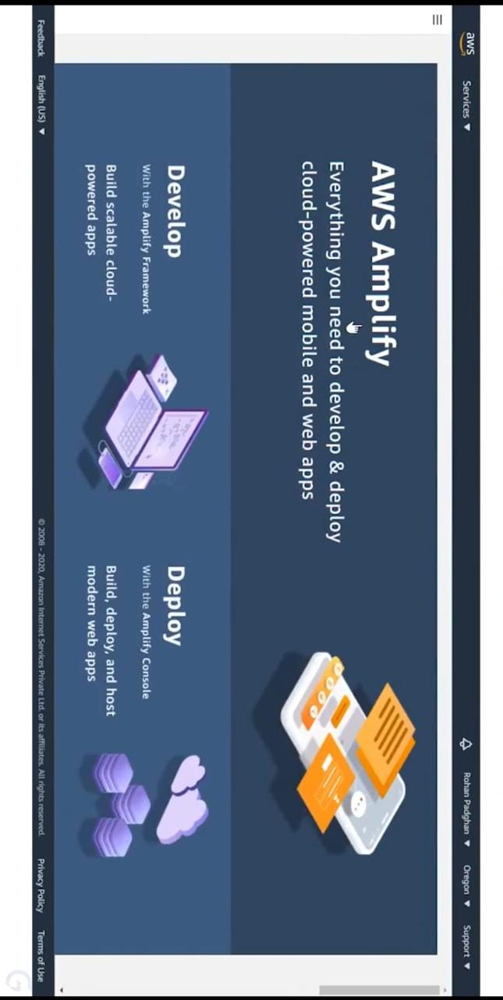 aws
Services
Rohan Padghan
Oregon
Support
AWS Amplify
Everything you need to develop & deploy
cloud-powered mobile and web apps
Develop
With the Amplify Framework
Build scalable cloud-
powered apps
Deploy
With the Amplify Console
Build, deploy, and host
modern web apps
Feedback
English (US)
© 2008 - 2020, Amazon Internet Services Private Ltd. or its affiliates. All rights reserved.
Privacy Policy
Terms of Use